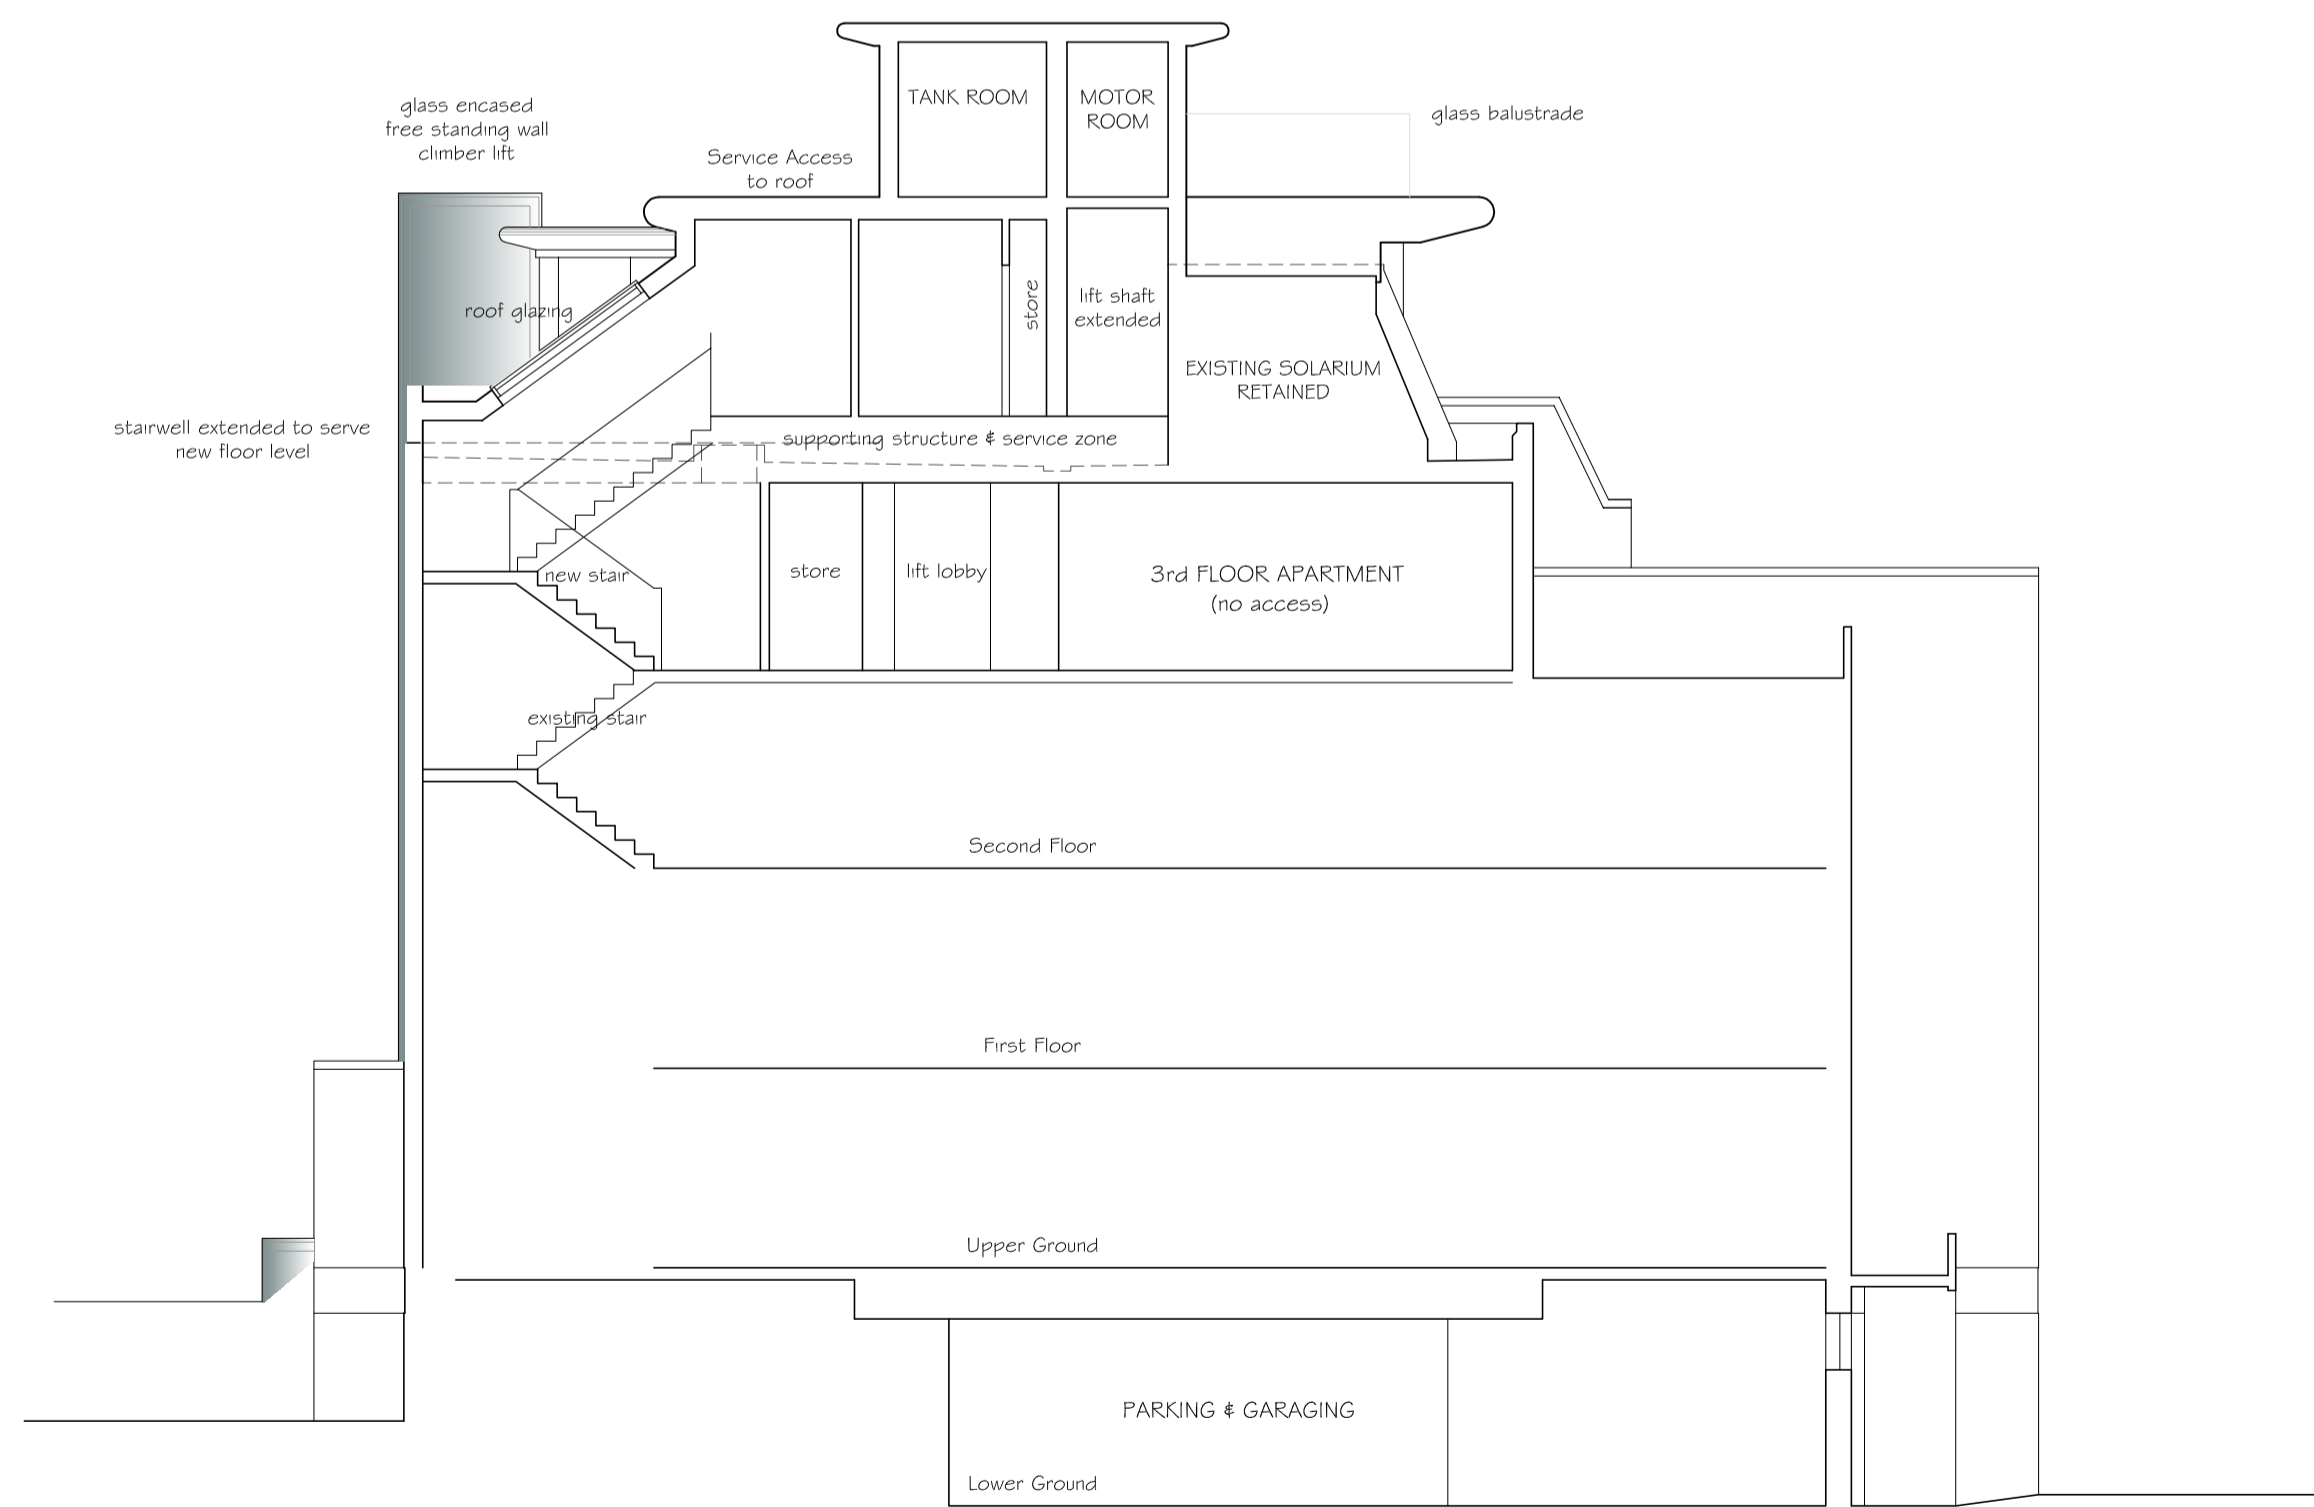 TANK ROOM
MOTOR
ROOM
glass encased
free standing wall
climber lift
glass balustrade
Service Access
to roof
roof glazing
store
lift shaft
extended
EXISTING SOLARIUM
RETAINED
stairwell extended to serve
new floor level
supporting structure & service zone
new stair
store
lift lobby
3rd FLOOR APARTMENT
(no access)
existing stair
Second Floor
First Floor
Upper Ground
PARKING & GARAGING
Lower Ground